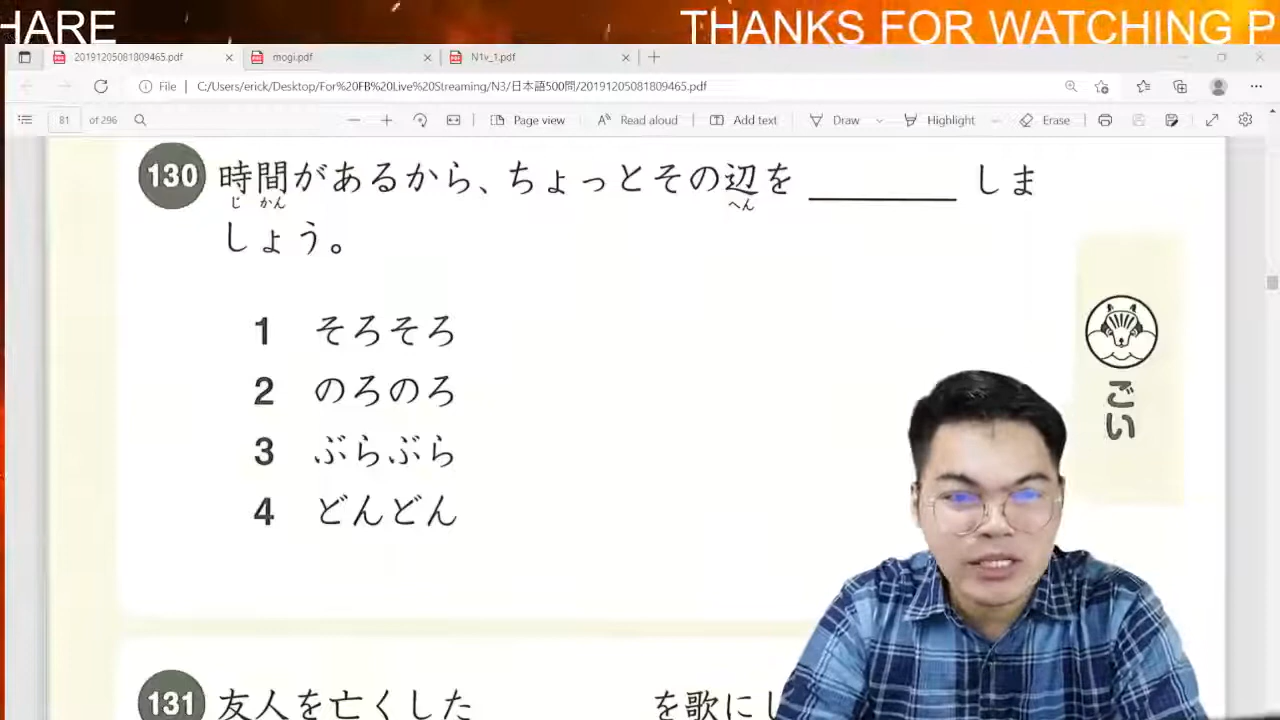 HARE
THANKS FOR WATCHING P
20191205081809465.pdf
mogi.pdf
N1v_1.pdf
File
C:/Users/erick/Desktop/For%20FB%20Live%20Streaming/N3/日本語500問/20191205081809465.pdf
81 of 296
Page view
Read aloud
Add text
Draw
Highlight
Erase
130 時間があるから、ちょっとその辺を ________ しま
じ かん へん
しょう。
1 そろそろ
2 のろのろ
3 ぶらぶら
4 どんどん
ごい
131 友人を亡くした を歌にし